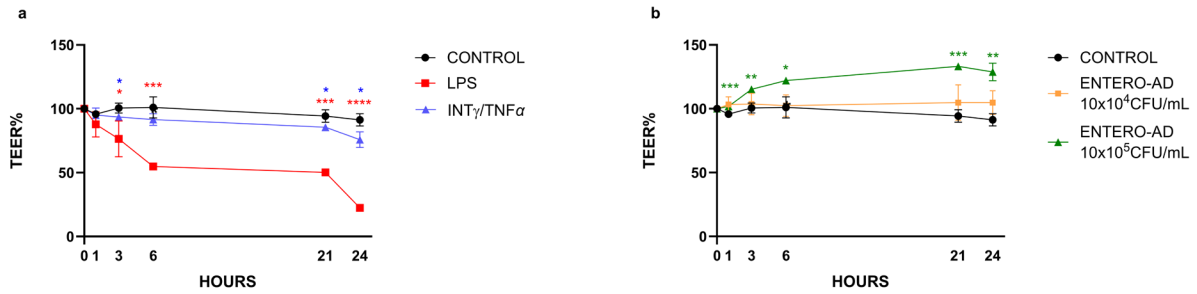 a
150
100
50
0
TEER%
0 1 3 6 21 24
HOURS
* * *** * *** * ****
CONTROL
LPS
INTγ/TNFα
b
150
100
50
0
TEER%
0 1 3 6 21 24
HOURS
*** ** * *** **
CONTROL
ENTERO-AD
10x10⁴CFU/mL
ENTERO-AD
10x10⁵CFU/mL